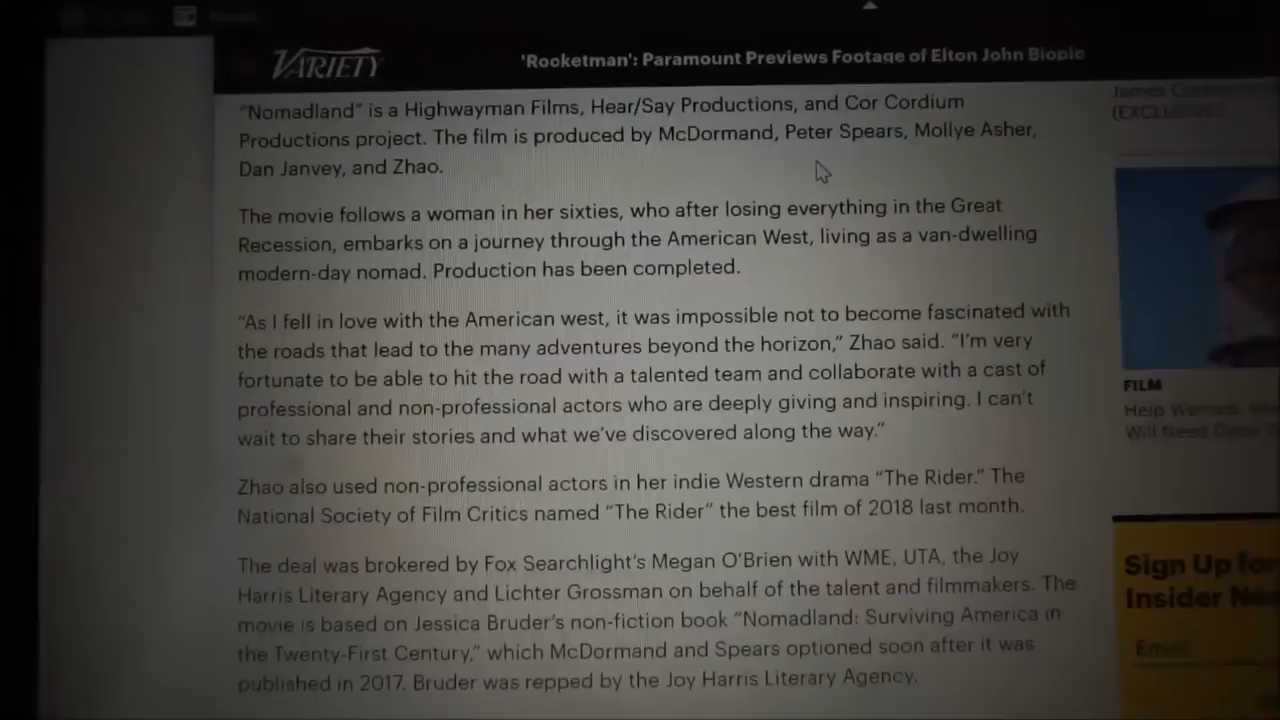 VARIETY
'Rocketman': Paramount Previews Footage of Elton John Biopic
"Nomadland" is a Highwayman Films, Hear/Say Productions, and Cor Cordium
Productions project. The film is produced by McDormand, Peter Spears, Mollye Asher,
Dan Janvey, and Zhao.
The movie follows a woman in her sixties, who after losing everything in the Great
Recession, embarks on a journey through the American West, living as a van-dwelling
modern-day nomad. Production has been completed.
“As I fell in love with the American west, it was impossible not to become fascinated with
the roads that lead to the many adventures beyond the horizon,” Zhao said. “I’m very
fortunate to be able to hit the road with a talented team and collaborate with a cast of
professional and non-professional actors who are deeply giving and inspiring. I can’t
wait to share their stories and what we’ve discovered along the way.”
Zhao also used non-professional actors in her indie Western drama “The Rider.” The
National Society of Film Critics named “The Rider” the best film of 2018 last month.
The deal was brokered by Fox Searchlight’s Megan O’Brien with WME, UTA, the Joy
Harris Literary Agency and Lichter Grossman on behalf of the talent and filmmakers. The
movie is based on Jessica Bruder’s non-fiction book “Nomadland: Surviving America in
the Twenty-First Century,” which McDormand and Spears optioned soon after it was
published in 2017. Bruder was repped by the Joy Harris Literary Agency.
James
(EXCLUSIVE)
FILM
Help Wanted:
Will Need
Sign Up for
Insider
Email